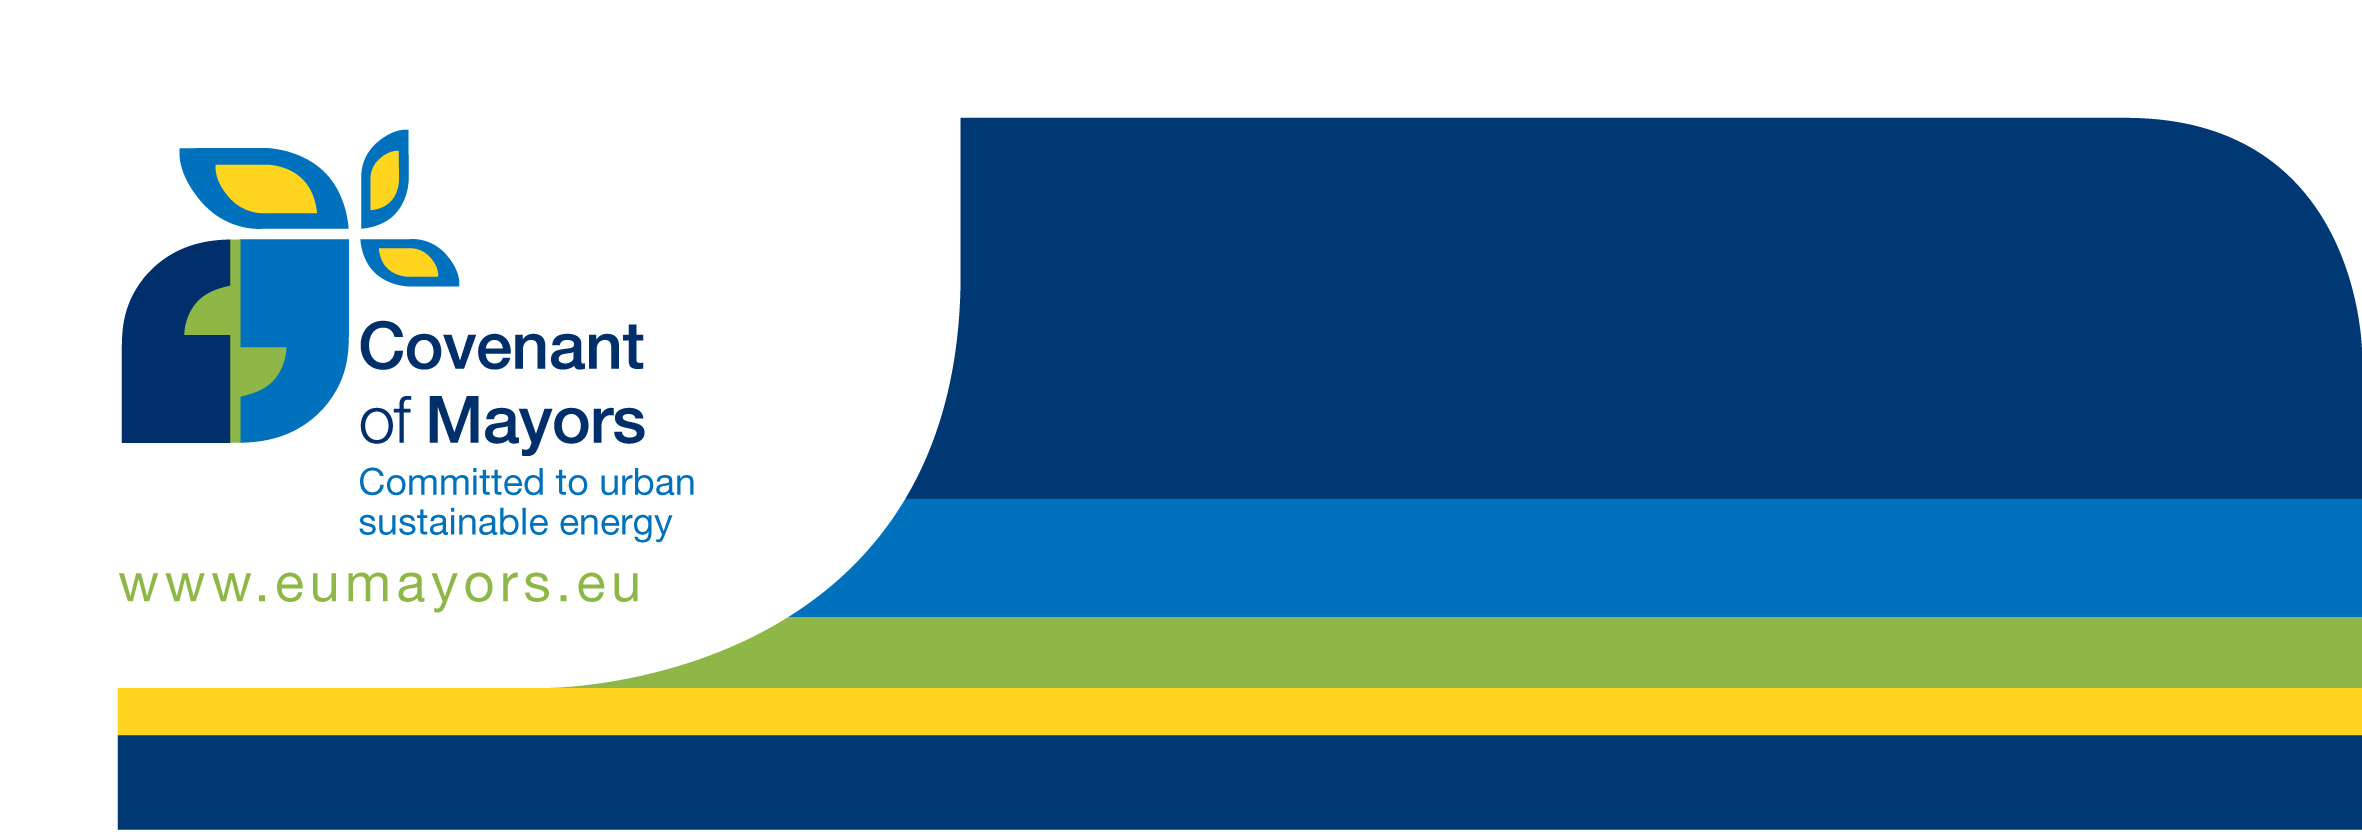 Covenant
of Mayors
Committed to urban
sustainable energy
www.eumayors.eu